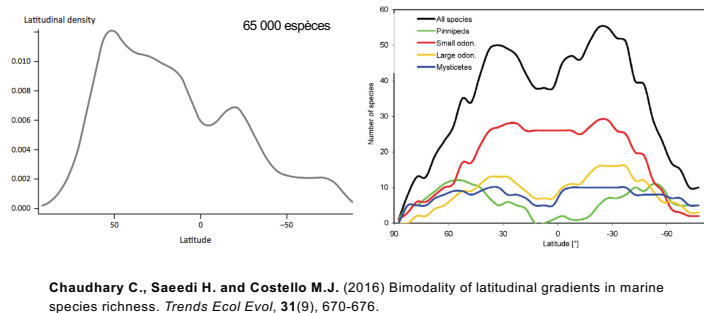 Latitudinal density
65 000 espèces
0.010
0.008
0.006
0.004
0.002
0.000
50
0
−50
Latitude
60
50
40
30
20
10
0
Number of species
All species
Pinnipeds
Small odon.
Large odon.
Mysticetes
90
60
30
0
-30
-60
Latitude [°]
Chaudhary C., Saeedi H. and Costello M.J. (2016) Bimodality of latitudinal gradients in marine
species richness. Trends Ecol Evol, 31(9), 670-676.